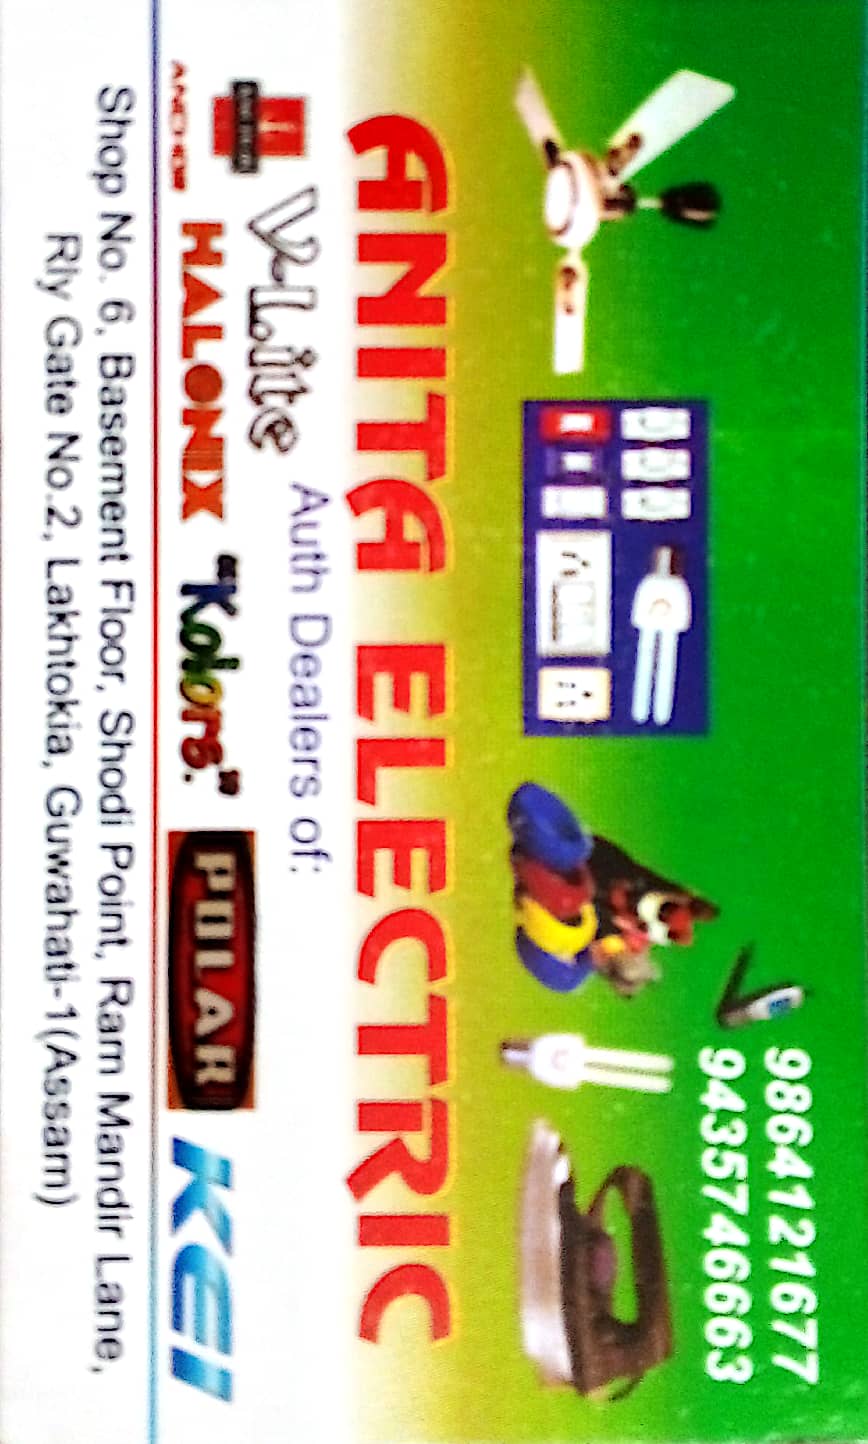 9864121677
9435746663
ANITA ELECTRIC
Auth Dealers of:
V-Lite
ANCHOR
HALONIX
"Kolors."
POLAR
KEI
Shop No. 6, Basement Floor, Shodi Point, Ram Mandir Lane,
Rly Gate No.2, Lakhtokia, Guwahati-1(Assam)